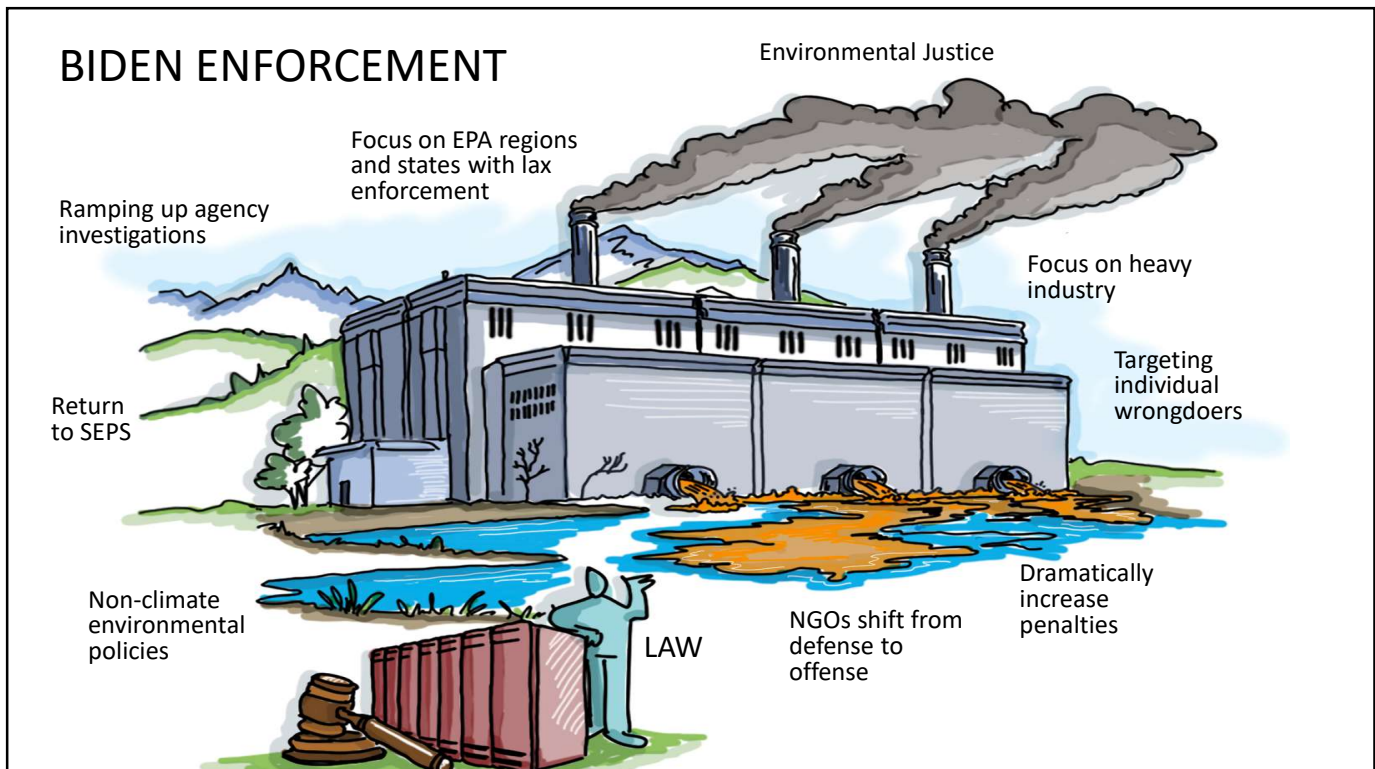 BIDEN ENFORCEMENT
Environmental Justice
Focus on EPA regions
and states with lax
enforcement
Ramping up agency
investigations
Focus on heavy
industry
Targeting
individual
wrongdoers
Return
to SEPS
Dramatically
increase
penalties
Non-climate
environmental
policies
NGOs shift from
defense to
offense
LAW